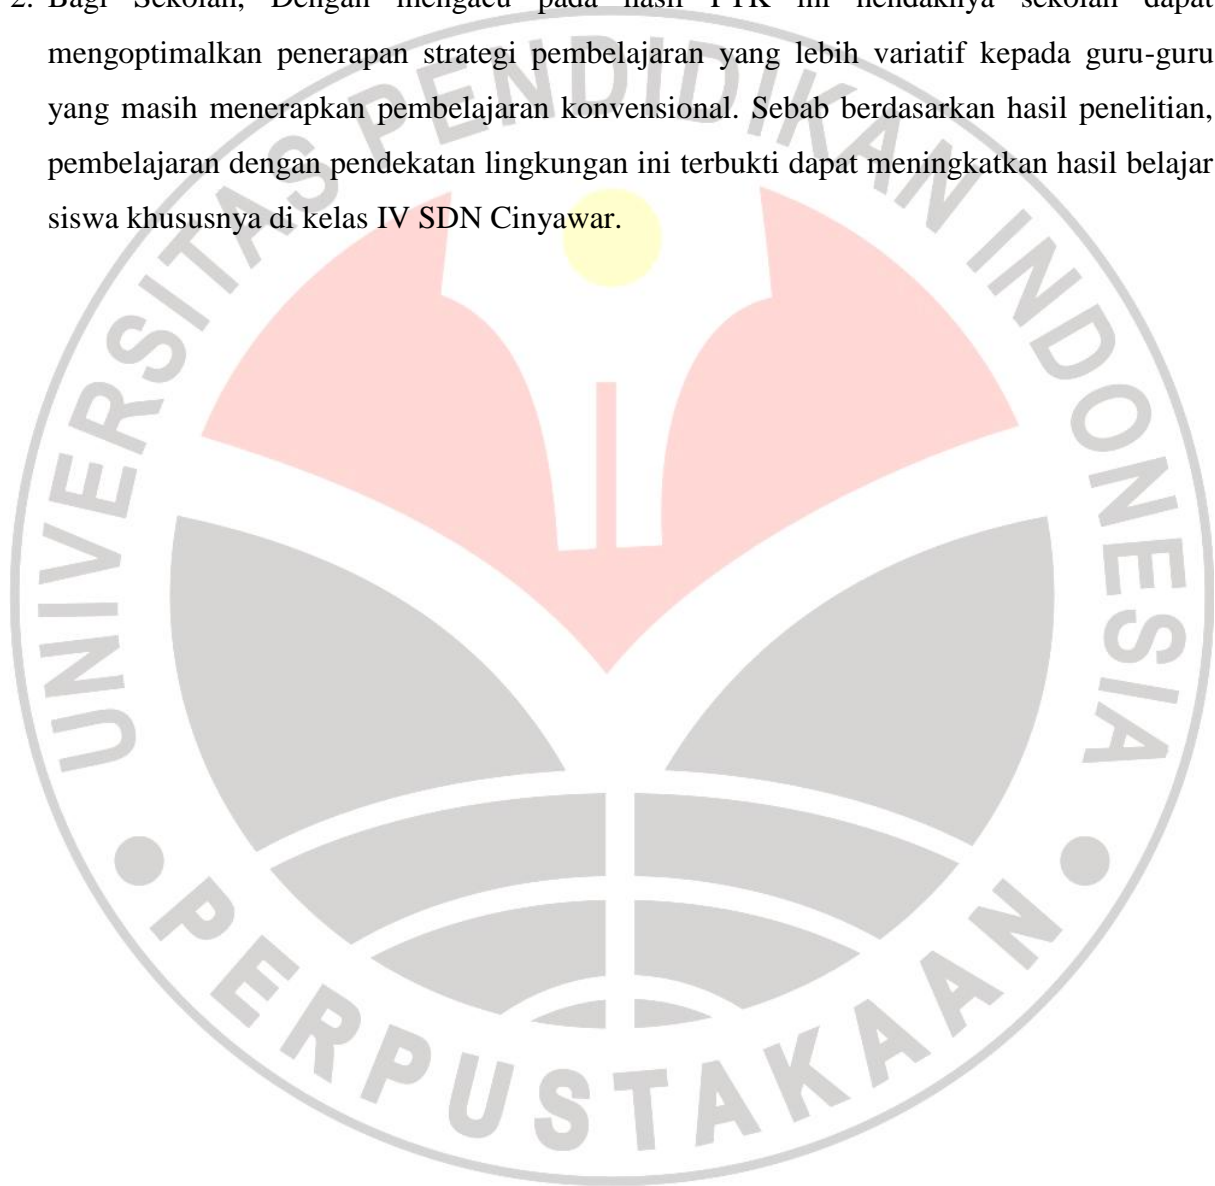 2. Bagi Sekolah, Dengan mengacu pada hasil PTK ini hendaknya sekolah dapat
mengoptimalkan penerapan strategi pembelajaran yang lebih variatif kepada guru-guru
yang masih menerapkan pembelajaran konvensional. Sebab berdasarkan hasil penelitian,
pembelajaran dengan pendekatan lingkungan ini terbukti dapat meningkatkan hasil belajar
siswa khususnya di kelas IV SDN Cinyawar.
UNIVERSITAS PENDIDIKAN INDONESIA
PERPUSTAKAAN